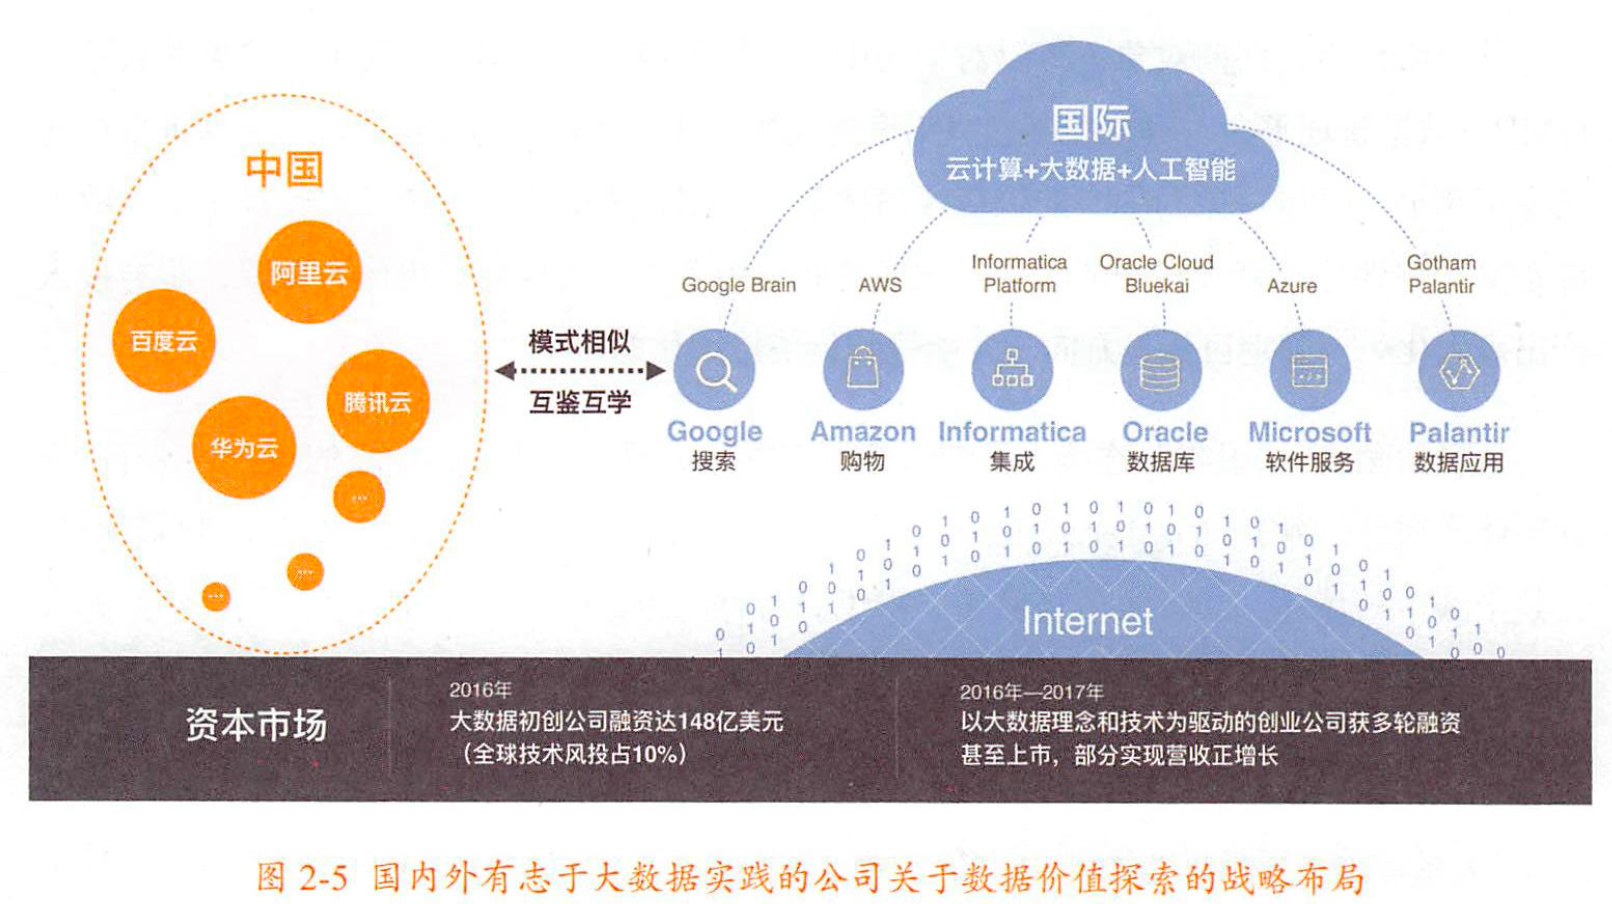 中国
阿里云
百度云
腾讯云
华为云
...
...
...
模式相似
互鉴互学
国际
云计算+大数据+人工智能
Google Brain
AWS
Informatica
Platform
Oracle Cloud
Bluekai
Azure
Gotham
Palantir
Google
搜索
Amazon
购物
Informatica
集成
Oracle
数据库
Microsoft
软件服务
Palantir
数据应用
Internet
资本市场
2016年
大数据初创公司融资达148亿美元
（全球技术风投占10%）
2016年—2017年
以大数据理念和技术为驱动的创业公司获多轮融资
甚至上市，部分实现营收正增长
图 2-5 国内外有志于大数据实践的公司关于数据价值探索的战略布局